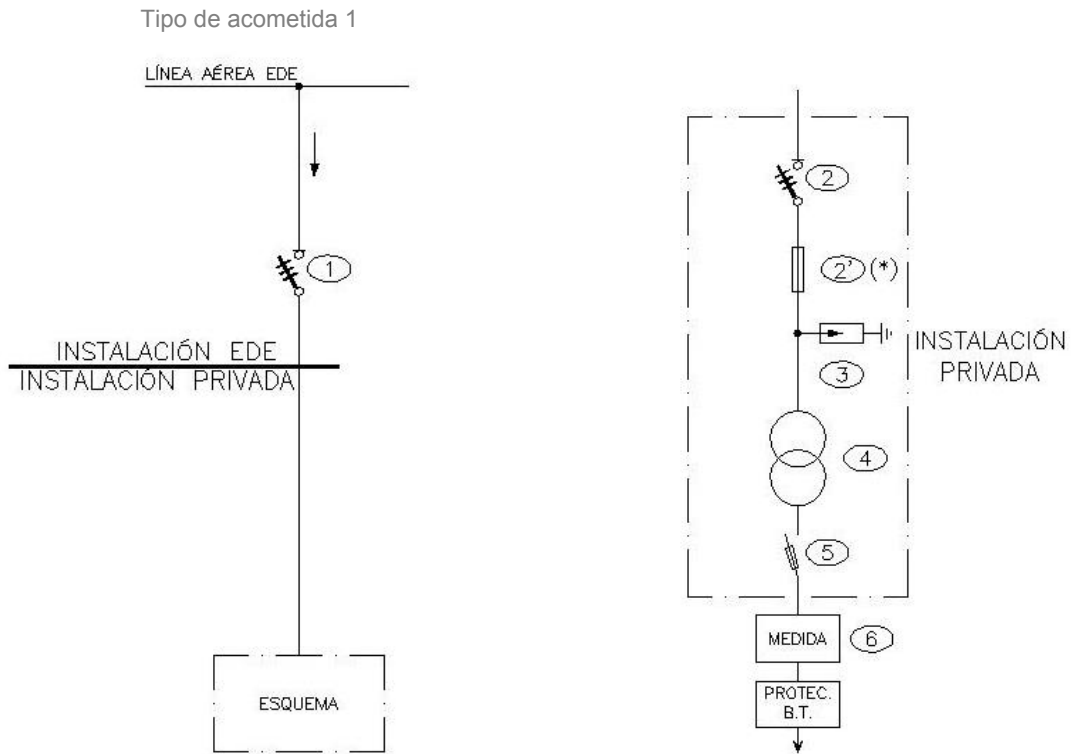 Tipo de acometida 1
LÍNEA AÉREA EDE
1
INSTALACIÓN EDE
INSTALACIÓN PRIVADA
ESQUEMA
2
2' (*)
3
INSTALACIÓN
PRIVADA
4
5
MEDIDA
6
PROTEC.
B.T.